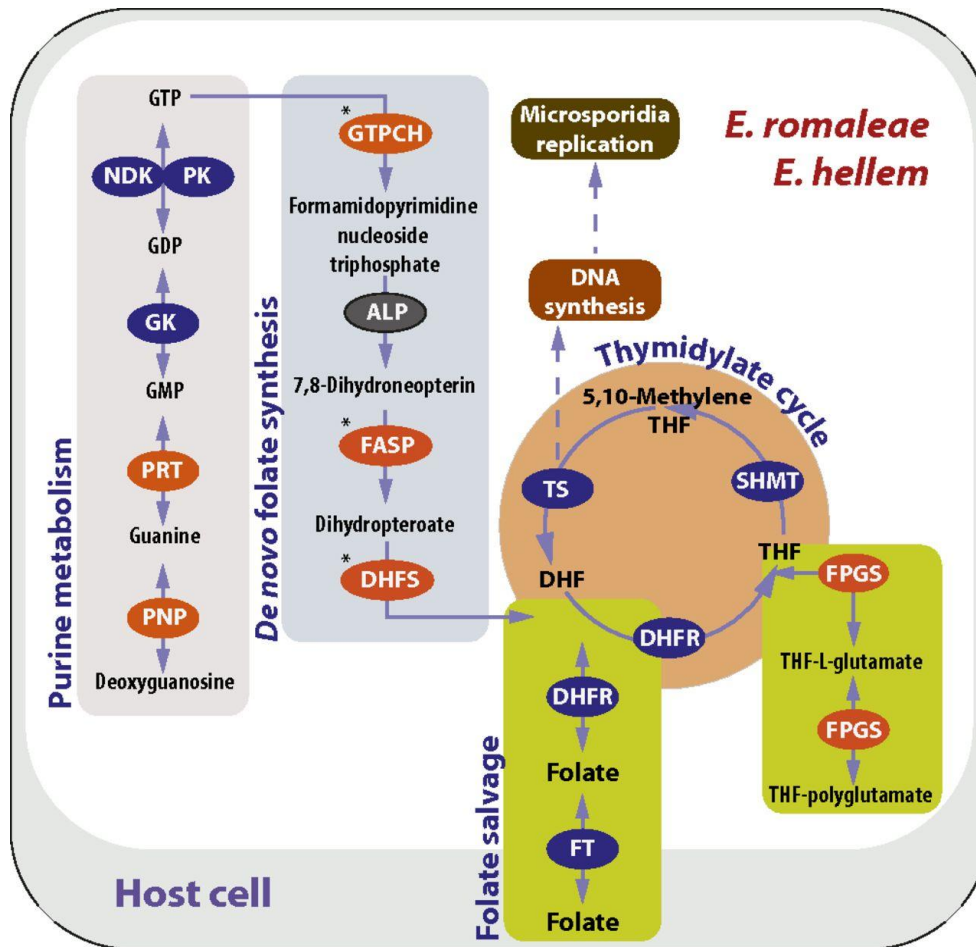 E. romaleae
E. hellem
Purine metabolism
GTP
NDK
PK
GDP
GK
GMP
PRT
Guanine
PNP
Deoxyguanosine
De novo folate synthesis
*
GTPCH
Formamidopyrimidine
nucleoside
triphosphate
ALP
7,8-Dihydroneopterin
*
FASP
Dihydropteroate
*
DHFS
Microsporidia
replication
DNA
synthesis
Thymidylate cycle
5,10-Methylene
THF
TS
SHMT
DHF
THF
DHFR
FPGS
THF-L-glutamate
FPGS
THF-polyglutamate
Folate salvage
DHFR
Folate
FT
Folate
Host cell